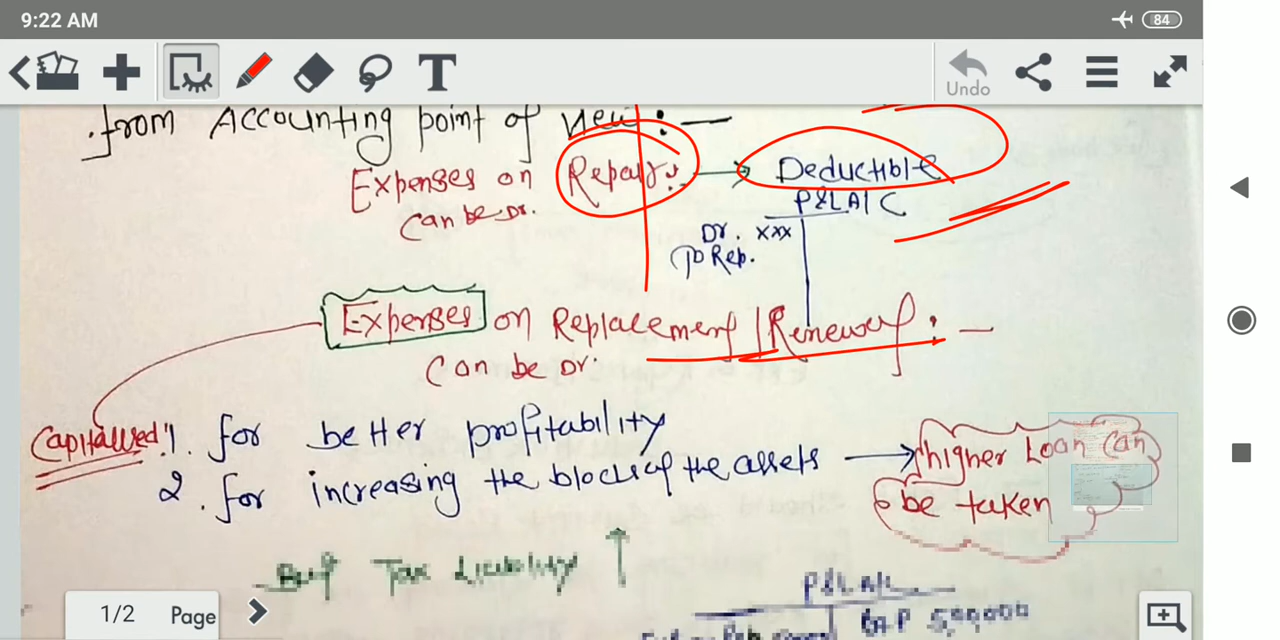 9:22 AM
84
T
Undo
from Accounting point of view : —
Expenses on Repair : — → Deductible
can be Dr.
P&L A/C
Dr. xxx
To Rep.
Expenses on Replacement / Renewal : —
Can be Dr
Capitalised : 1. for better profitability
2. for increasing the block of the assets → higher Loan can
be taken
But Tax Liability ↑
1/2 Page
P&L A/c